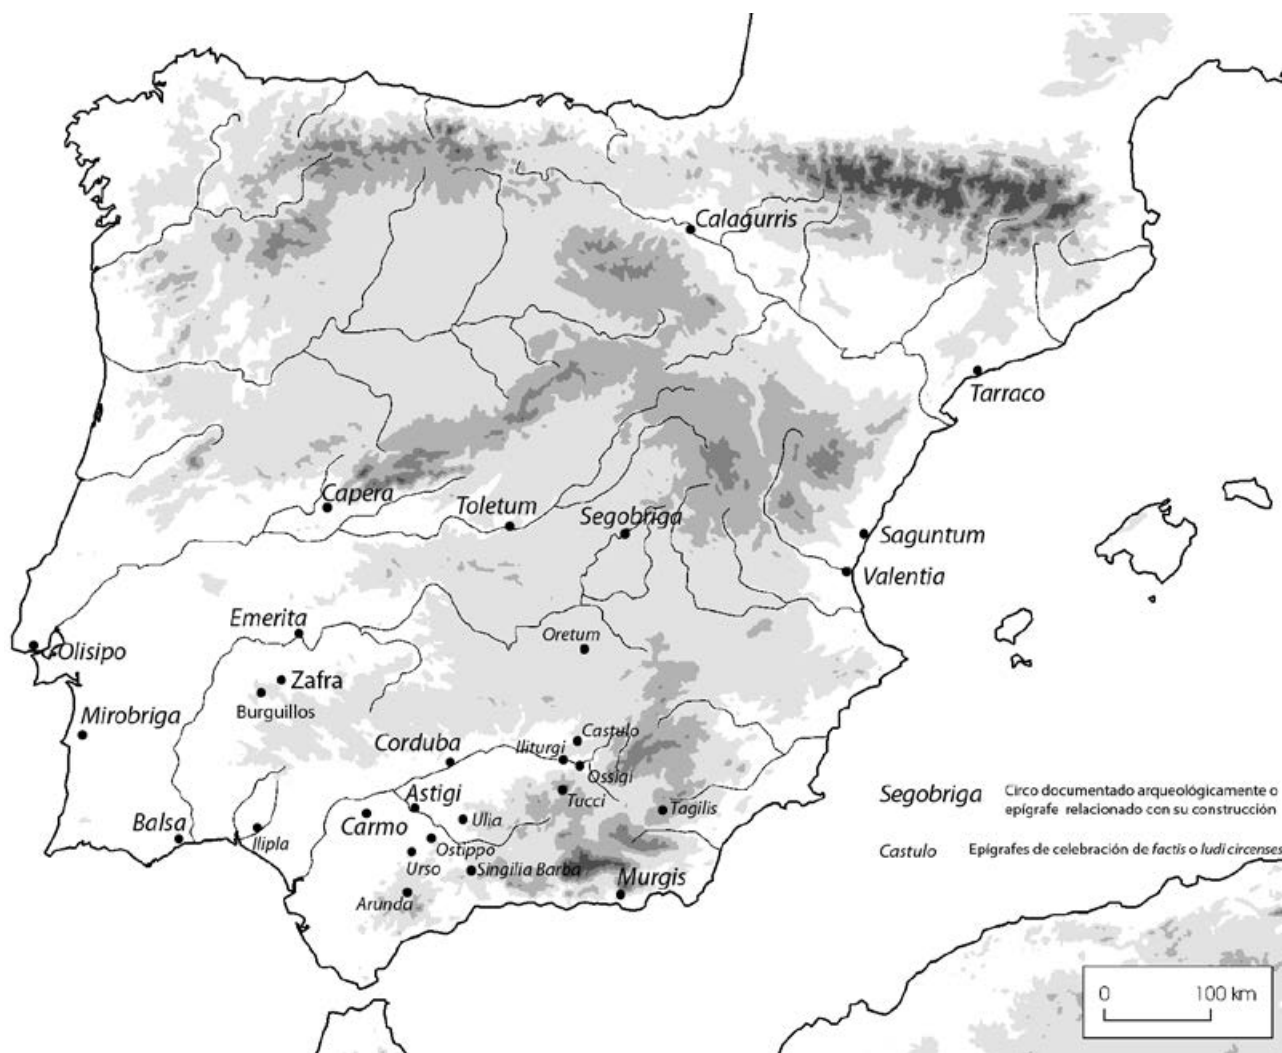 Calagurris
Tarraco
Capera
Toletum
Segobriga
Saguntum
Valentia
Emerita
Oretum
Olisipo
Zafra
Burguillos
Mirobriga
Corduba
Castulo
Iliturgi
Ossigi
Tucci
Astigi
Carmo
Ulia
Tagilis
Balsa
Ilipla
Ostippo
Urso
Singilia Barba
Murgis
Arunda
Segobriga Circo documentado arqueológicamente o
epígrafe relacionado con su construcción
Castulo Epígrafes de celebración de factis o ludi circenses
0 100 km